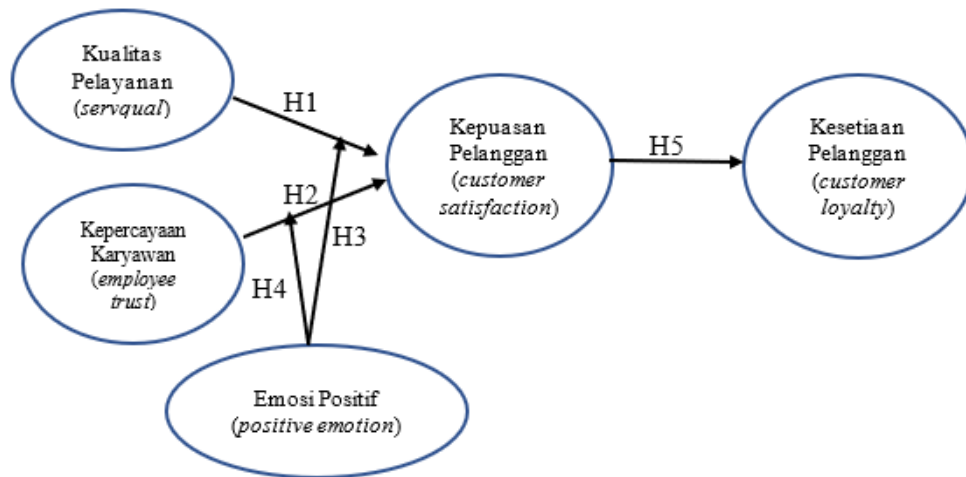 Kualitas
Pelayanan
(servqual)
H1
Kepuasan
Pelanggan
(customer
satisfaction)
H5
Kesetiaan
Pelanggan
(customer
loyalty)
H2
Kepercayaan
Karyawan
(employee
trust)
H3
H4
Emosi Positif
(positive emotion)